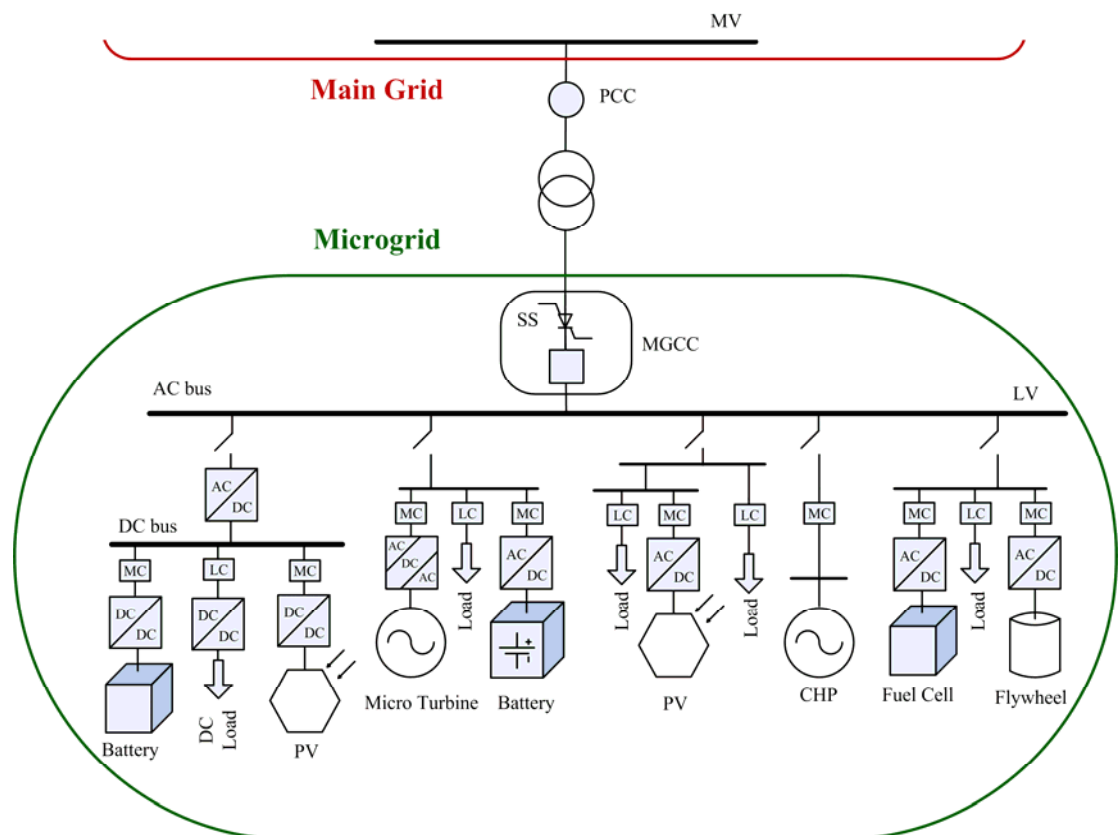 MV
Main Grid
PCC
Microgrid
SS
MGCC
AC bus
LV
AC
DC
DC bus
MC
LC
MC
DC
DC
DC
DC
DC
DC
Battery
DC
Load
PV
MC
LC
MC
AC
DC
AC
Load
AC
DC
Micro Turbine
Battery
LC
MC
LC
Load
AC
DC
Load
PV
MC
CHP
MC
LC
MC
AC
DC
Load
AC
DC
Fuel Cell
Flywheel